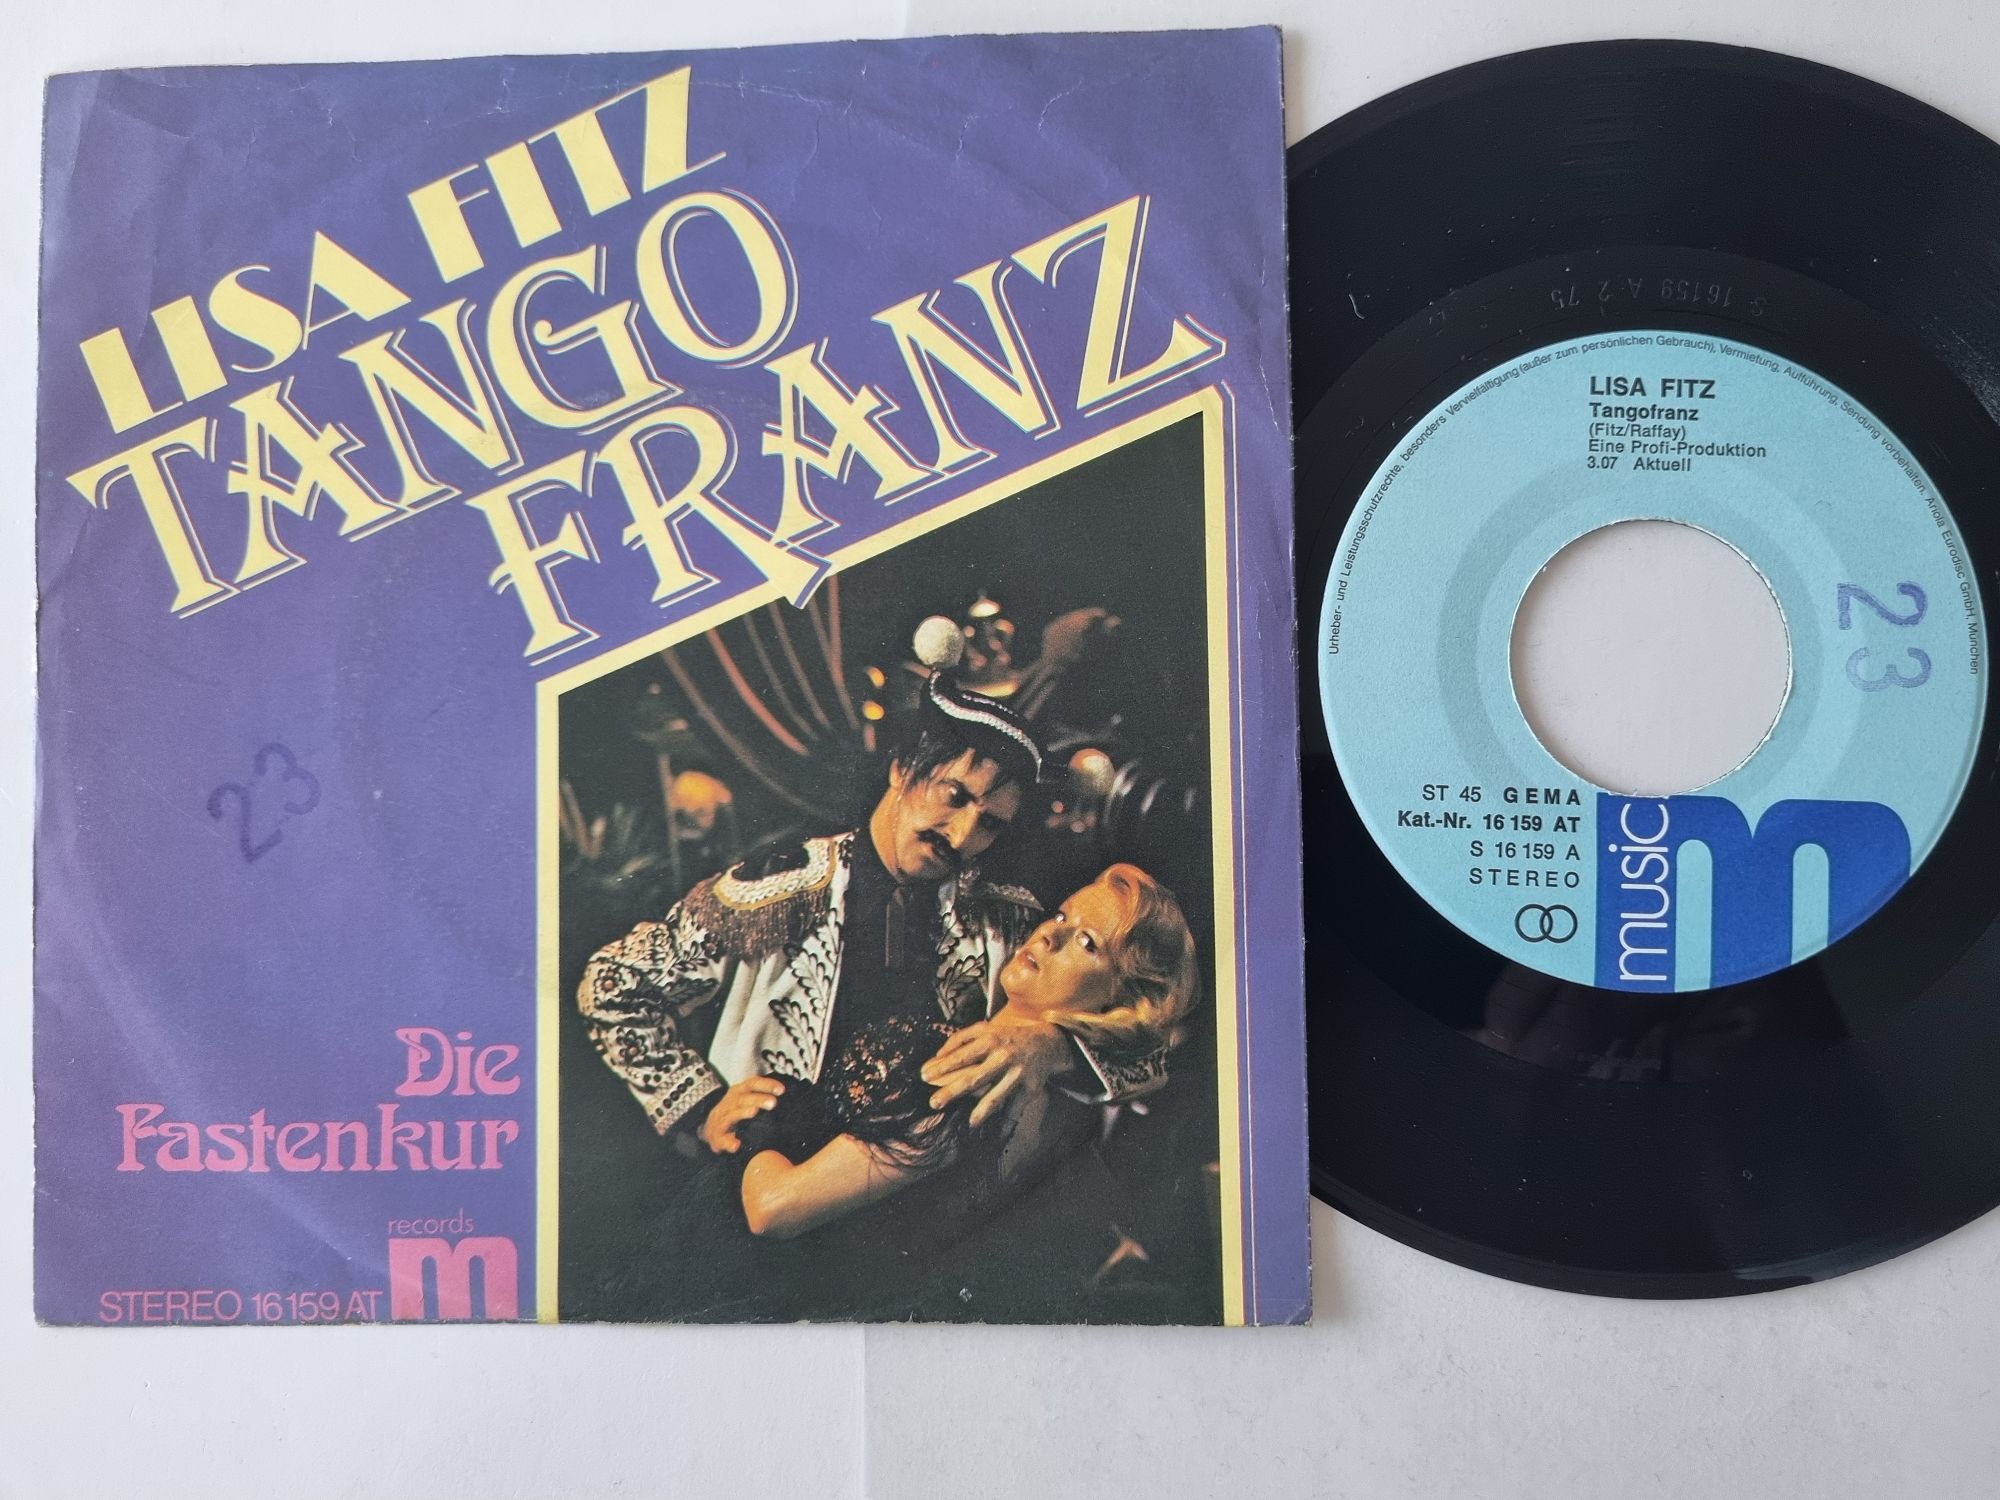 LISA FITZ
TANGO
FRANZ
23
Die
Fastenkur
records
m
STEREO 16159 AT
S 16159 A 2 75
Urheber- und Leistungsschutzrechte, besonders Vervielfältigung (außer zum persönlichen Gebrauch), Vermietung, Aufführung, Sendung vorbehalten. Ariola Eurodisc GmbH, München
LISA FITZ
Tangofranz
(Fitz/Raffay)
Eine Profi-Produktion
3.07 Aktuell
23
ST 45 GEMA
Kat.-Nr. 16 159 AT
S 16 159 A
STEREO
music
m